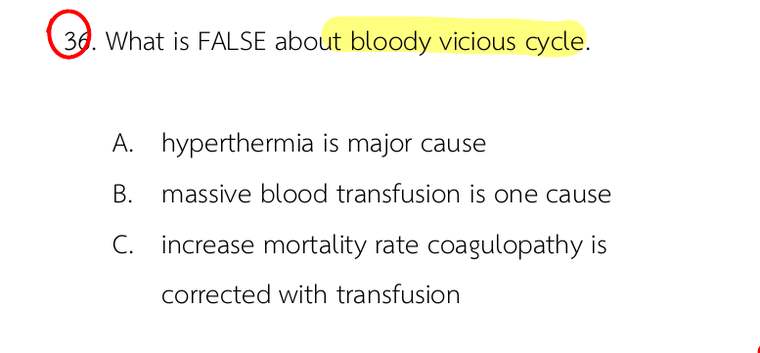 36. What is FALSE about bloody vicious cycle.
A. hyperthermia is major cause
B. massive blood transfusion is one cause
C. increase mortality rate coagulopathy is
corrected with transfusion